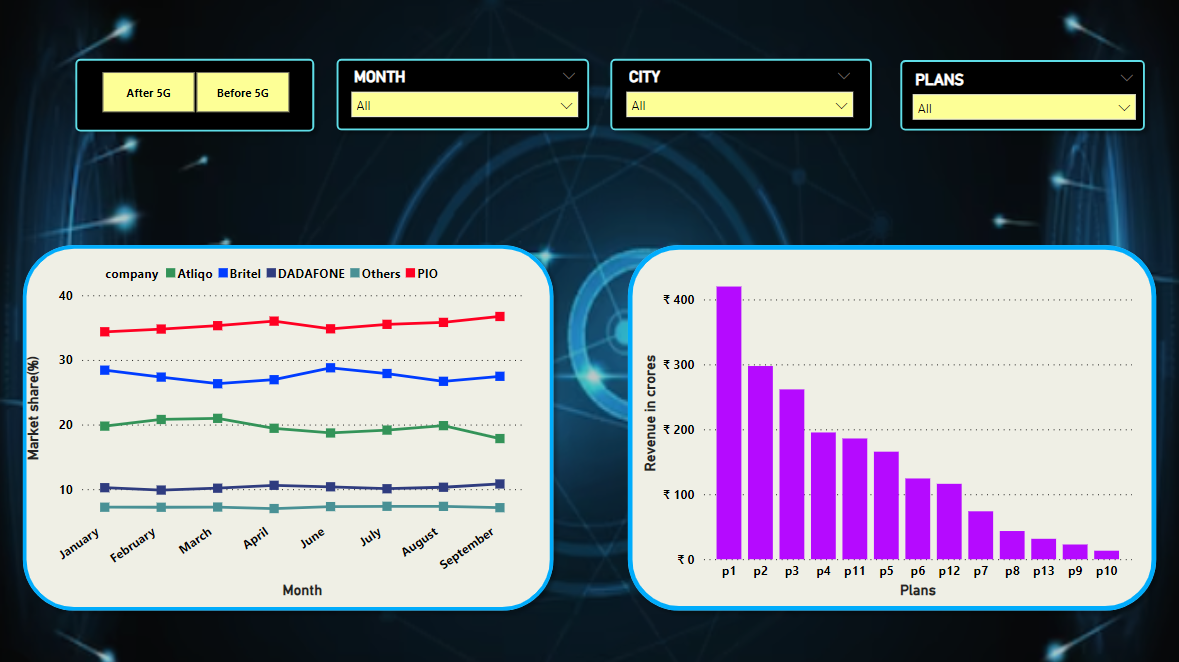 After 5G Before 5G
MONTH
All
CITY
All
PLANS
All
company Atliqo Britel DADAFONE Others PIO
40
30
20
10
Market share(%)
January February March April June July August September
Month
₹ 400
₹ 300
₹ 200
₹ 100
₹ 0
Revenue in crores
p1 p2 p3 p4 p11 p5 p6 p12 p7 p8 p13 p9 p10
Plans